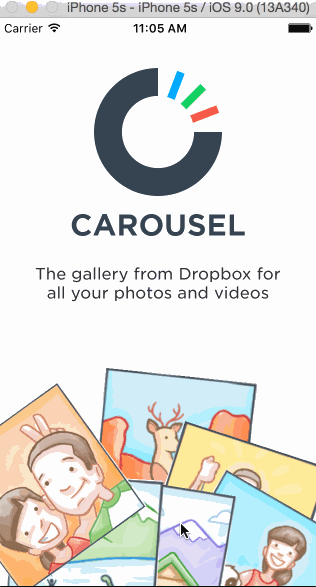 iPhone 5s - iPhone 5s / iOS 9.0 (13A340)
Carrier 11:05 AM
CAROUSEL
The gallery from Dropbox for
all your photos and videos